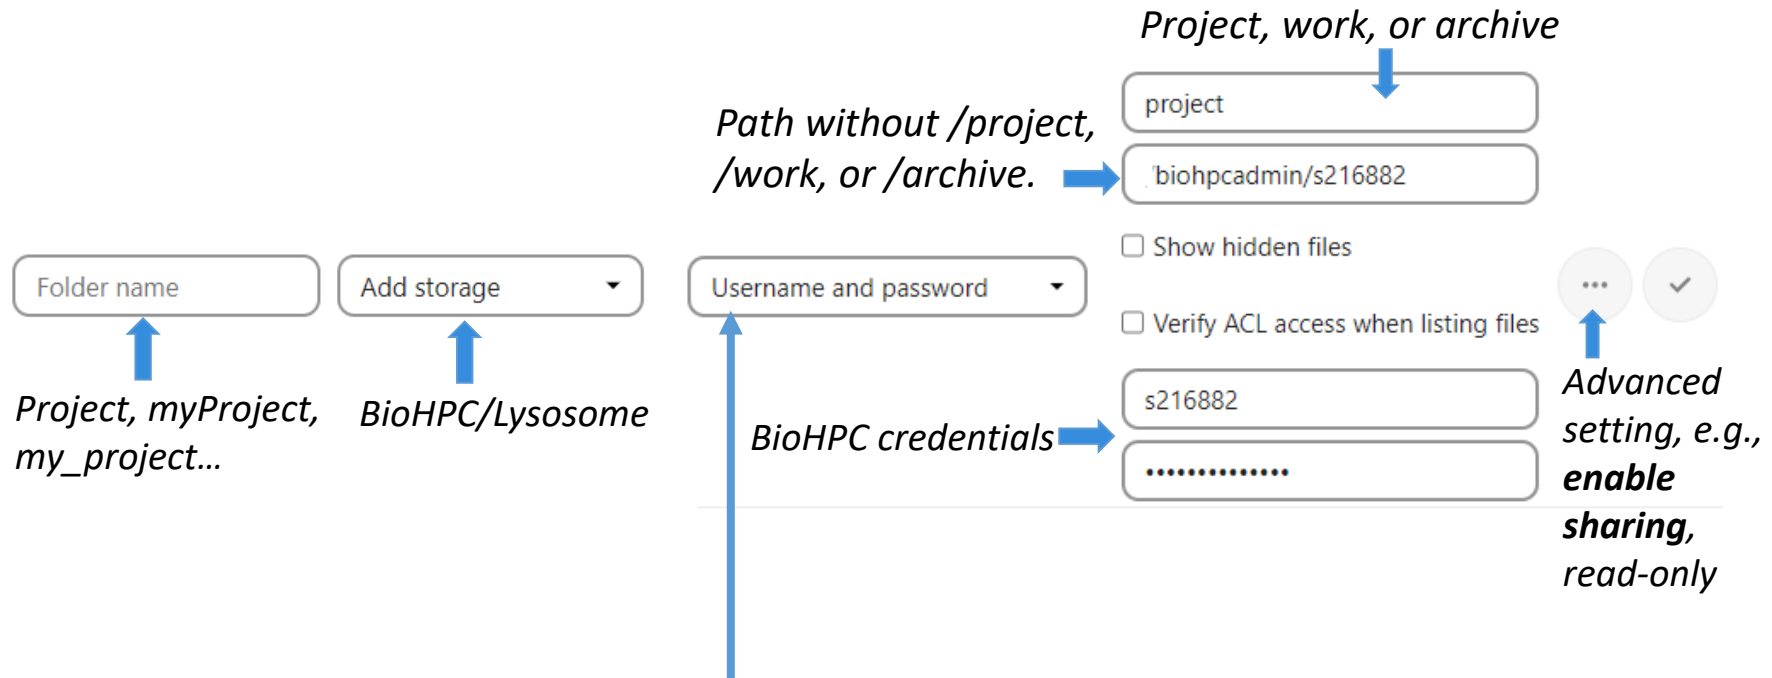 Project, work, or archive
project
Path without /project,
/work, or /archive.
/biohpcadmin/s216882
Show hidden files
Folder name
Add storage
Username and password
Verify ACL access when listing files
Project, myProject,
my_project...
BioHPC/Lysosome
BioHPC credentials
s216882
••••••••••••••
Advanced
setting, e.g.,
enable
sharing,
read-only